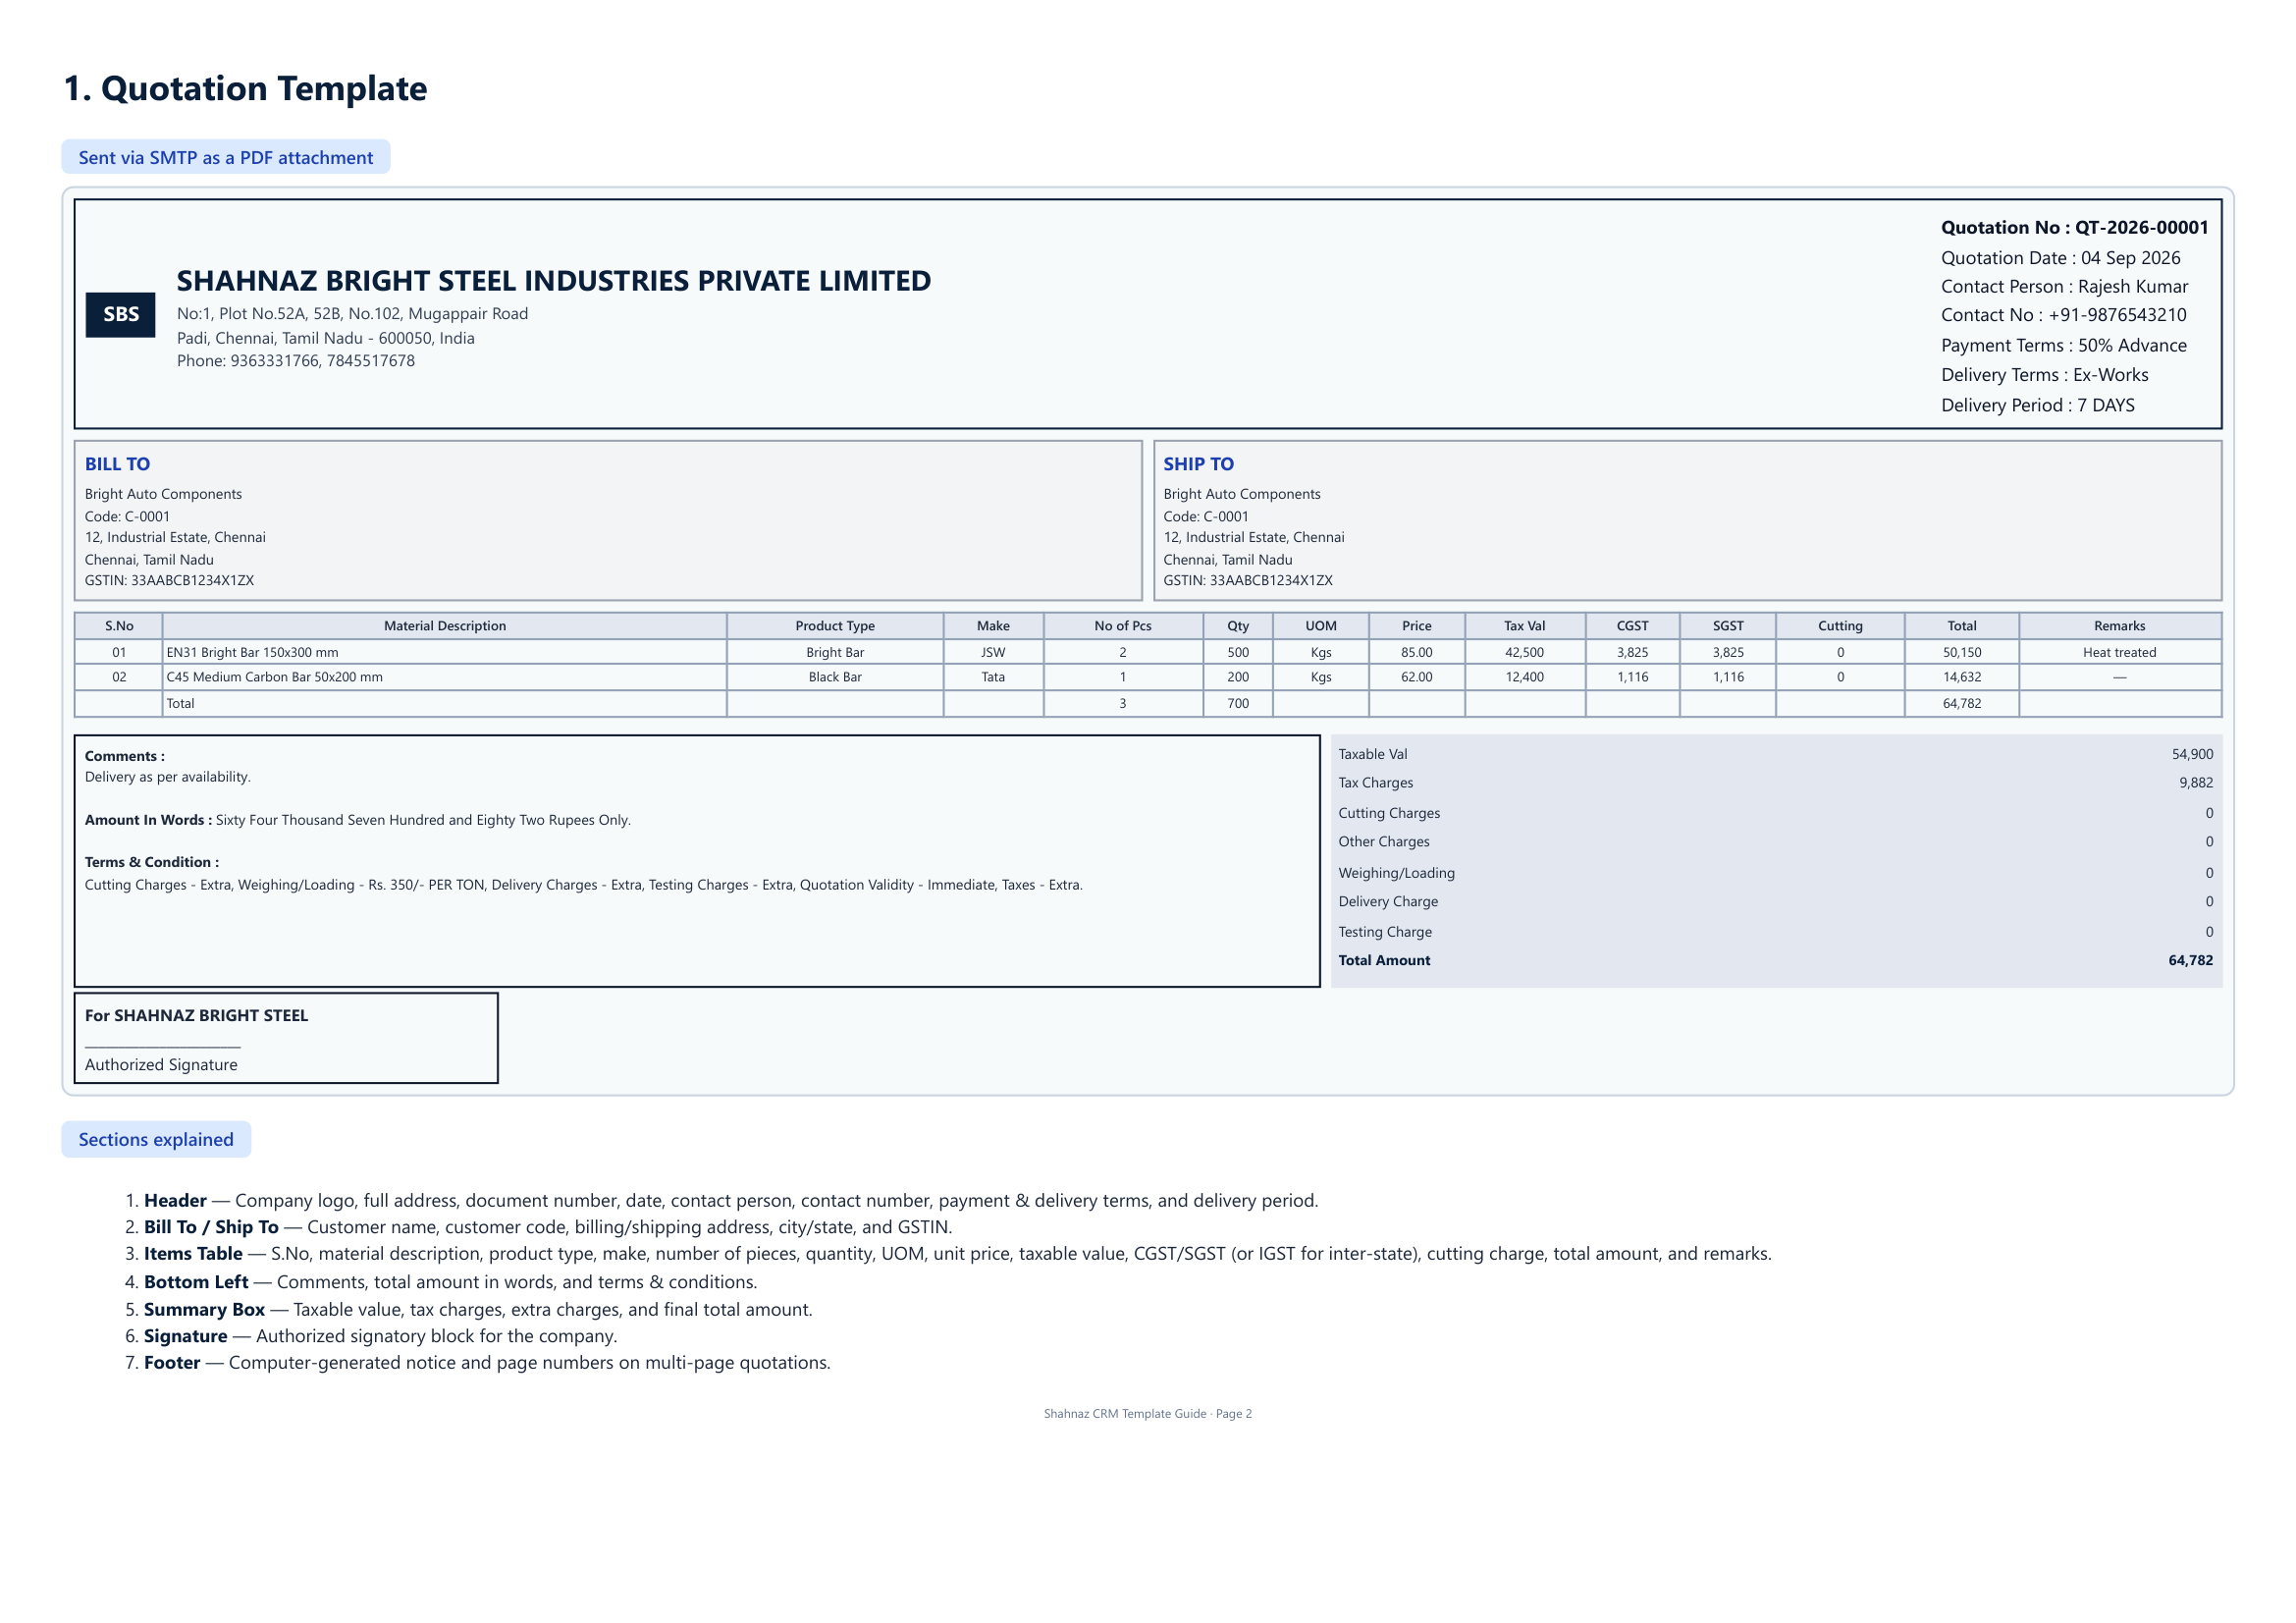 1. Quotation Template
Sent via SMTP as a PDF attachment
SBS
SHAHNAZ BRIGHT STEEL INDUSTRIES PRIVATE LIMITED
No:1, Plot No.52A, 52B, No.102, Mugappair Road
Padi, Chennai, Tamil Nadu - 600050, India
Phone: 9363331766, 7845517678
Quotation No : QT-2026-00001
Quotation Date : 04 Sep 2026
Contact Person : Rajesh Kumar
Contact No : +91-9876543210
Payment Terms : 50% Advance
Delivery Terms : Ex-Works
Delivery Period : 7 DAYS
BILL TO
Bright Auto Components
Code: C-0001
12, Industrial Estate, Chennai
Chennai, Tamil Nadu
GSTIN: 33AABCB1234X1ZX
SHIP TO
Bright Auto Components
Code: C-0001
12, Industrial Estate, Chennai
Chennai, Tamil Nadu
GSTIN: 33AABCB1234X1ZX
S.No Material Description Product Type Make No of Pcs Qty UOM Price Tax Val CGST SGST Cutting Total Remarks
01 EN31 Bright Bar 150x300 mm Bright Bar JSW 2 500 Kgs 85.00 42,500 3,825 3,825 0 50,150 Heat treated
02 C45 Medium Carbon Bar 50x200 mm Black Bar Tata 1 200 Kgs 62.00 12,400 1,116 1,116 0 14,632 —
Total 3 700 64,782
Comments :
Delivery as per availability.
Amount In Words : Sixty Four Thousand Seven Hundred and Eighty Two Rupees Only.
Terms & Condition :
Cutting Charges - Extra, Weighing/Loading - Rs. 350/- PER TON, Delivery Charges - Extra, Testing Charges - Extra, Quotation Validity - Immediate, Taxes - Extra.
Taxable Val 54,900
Tax Charges 9,882
Cutting Charges 0
Other Charges 0
Weighing/Loading 0
Delivery Charge 0
Testing Charge 0
Total Amount 64,782
For SHAHNAZ BRIGHT STEEL
____________________
Authorized Signature
Sections explained
1. Header — Company logo, full address, document number, date, contact person, contact number, payment & delivery terms, and delivery period.
2. Bill To / Ship To — Customer name, customer code, billing/shipping address, city/state, and GSTIN.
3. Items Table — S.No, material description, product type, make, number of pieces, quantity, UOM, unit price, taxable value, CGST/SGST (or IGST for inter-state), cutting charge, total amount, and remarks.
4. Bottom Left — Comments, total amount in words, and terms & conditions.
5. Summary Box — Taxable value, tax charges, extra charges, and final total amount.
6. Signature — Authorized signatory block for the company.
7. Footer — Computer-generated notice and page numbers on multi-page quotations.
Shahnaz CRM Template Guide · Page 2